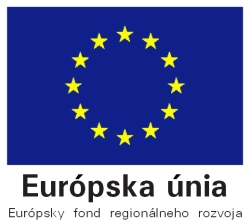 Európska únia
Európsky fond regionálneho rozvoja